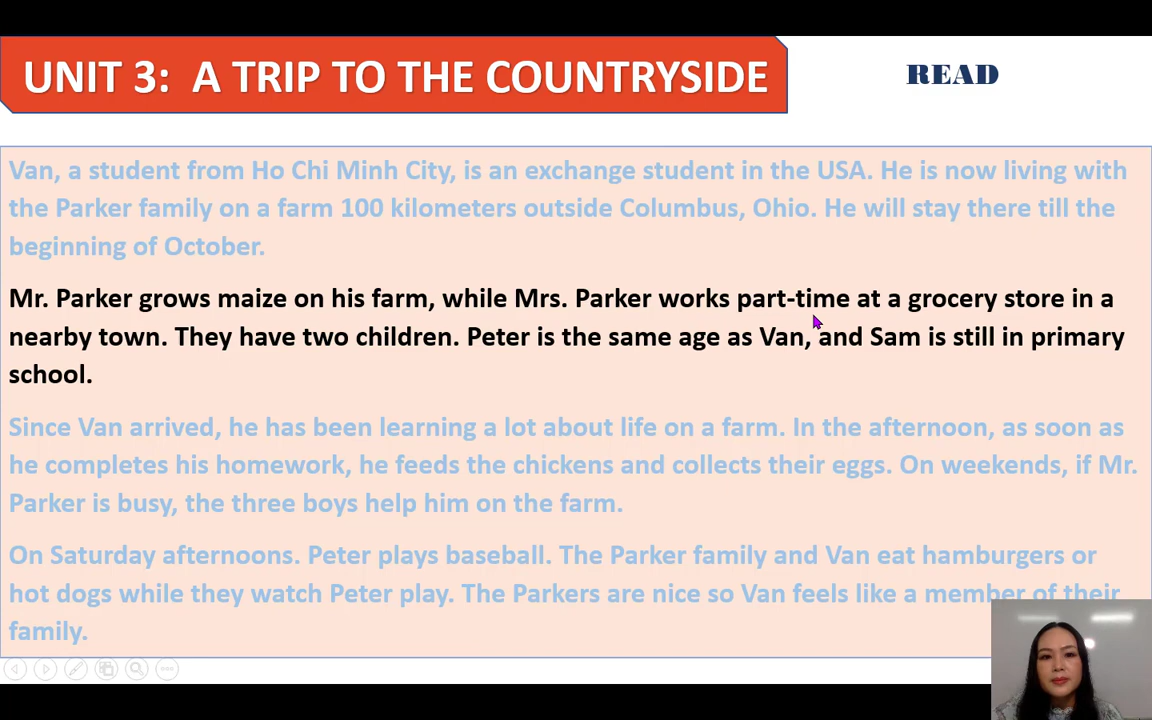 UNIT 3: A TRIP TO THE COUNTRYSIDE
READ
Van, a student from Ho Chi Minh City, is an exchange student in the USA. He is now living with
the Parker family on a farm 100 kilometers outside Columbus, Ohio. He will stay there till the
beginning of October.
Mr. Parker grows maize on his farm, while Mrs. Parker works part-time at a grocery store in a
nearby town. They have two children. Peter is the same age as Van, and Sam is still in primary
school.
Since Van arrived, he has been learning a lot about life on a farm. In the afternoon, as soon as
he completes his homework, he feeds the chickens and collects their eggs. On weekends, if Mr.
Parker is busy, the three boys help him on the farm.
On Saturday afternoons. Peter plays baseball. The Parker family and Van eat hamburgers or
hot dogs while they watch Peter play. The Parkers are nice so Van feels like a member of their
family.